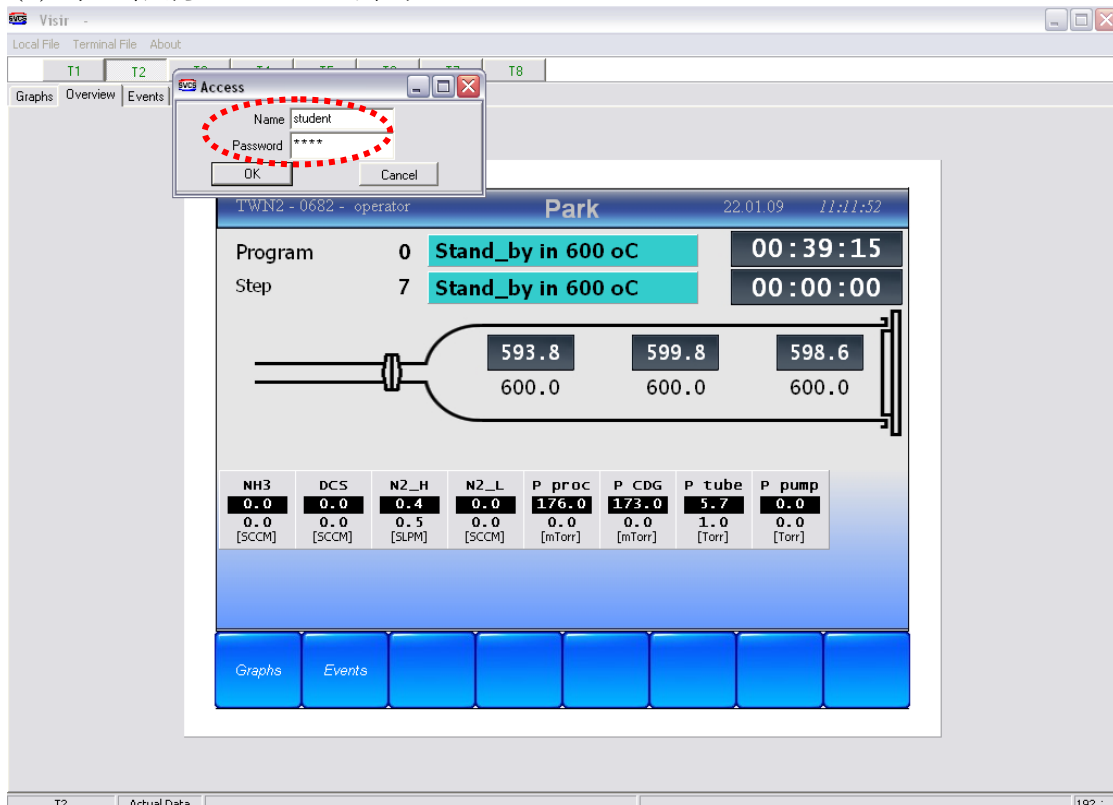 SVCS Visir -
Local File Terminal File About
T1 T2 T7 T8
Graphs Overview Events
SVCS Access
Name student
Password ****
OK Cancel
TWN2 - 0682 - operator Park 22.01.09 11:11:52
Program 0 Stand_by in 600 oC 00:39:15
Step 7 Stand_by in 600 oC 00:00:00
593.8 599.8 598.6
600.0 600.0 600.0
NH3 DCS N2_H N2_L P proc P CDG P tube P pump
0.0 0.0 0.4 0.0 176.0 173.0 5.7 0.0
0.0 0.0 0.5 0.0 0.0 0.0 1.0 0.0
[SCCM] [SCCM] [SLPM] [SCCM] [mTorr] [mTorr] [Torr] [Torr]
Graphs Events
T2 Actual Data 192